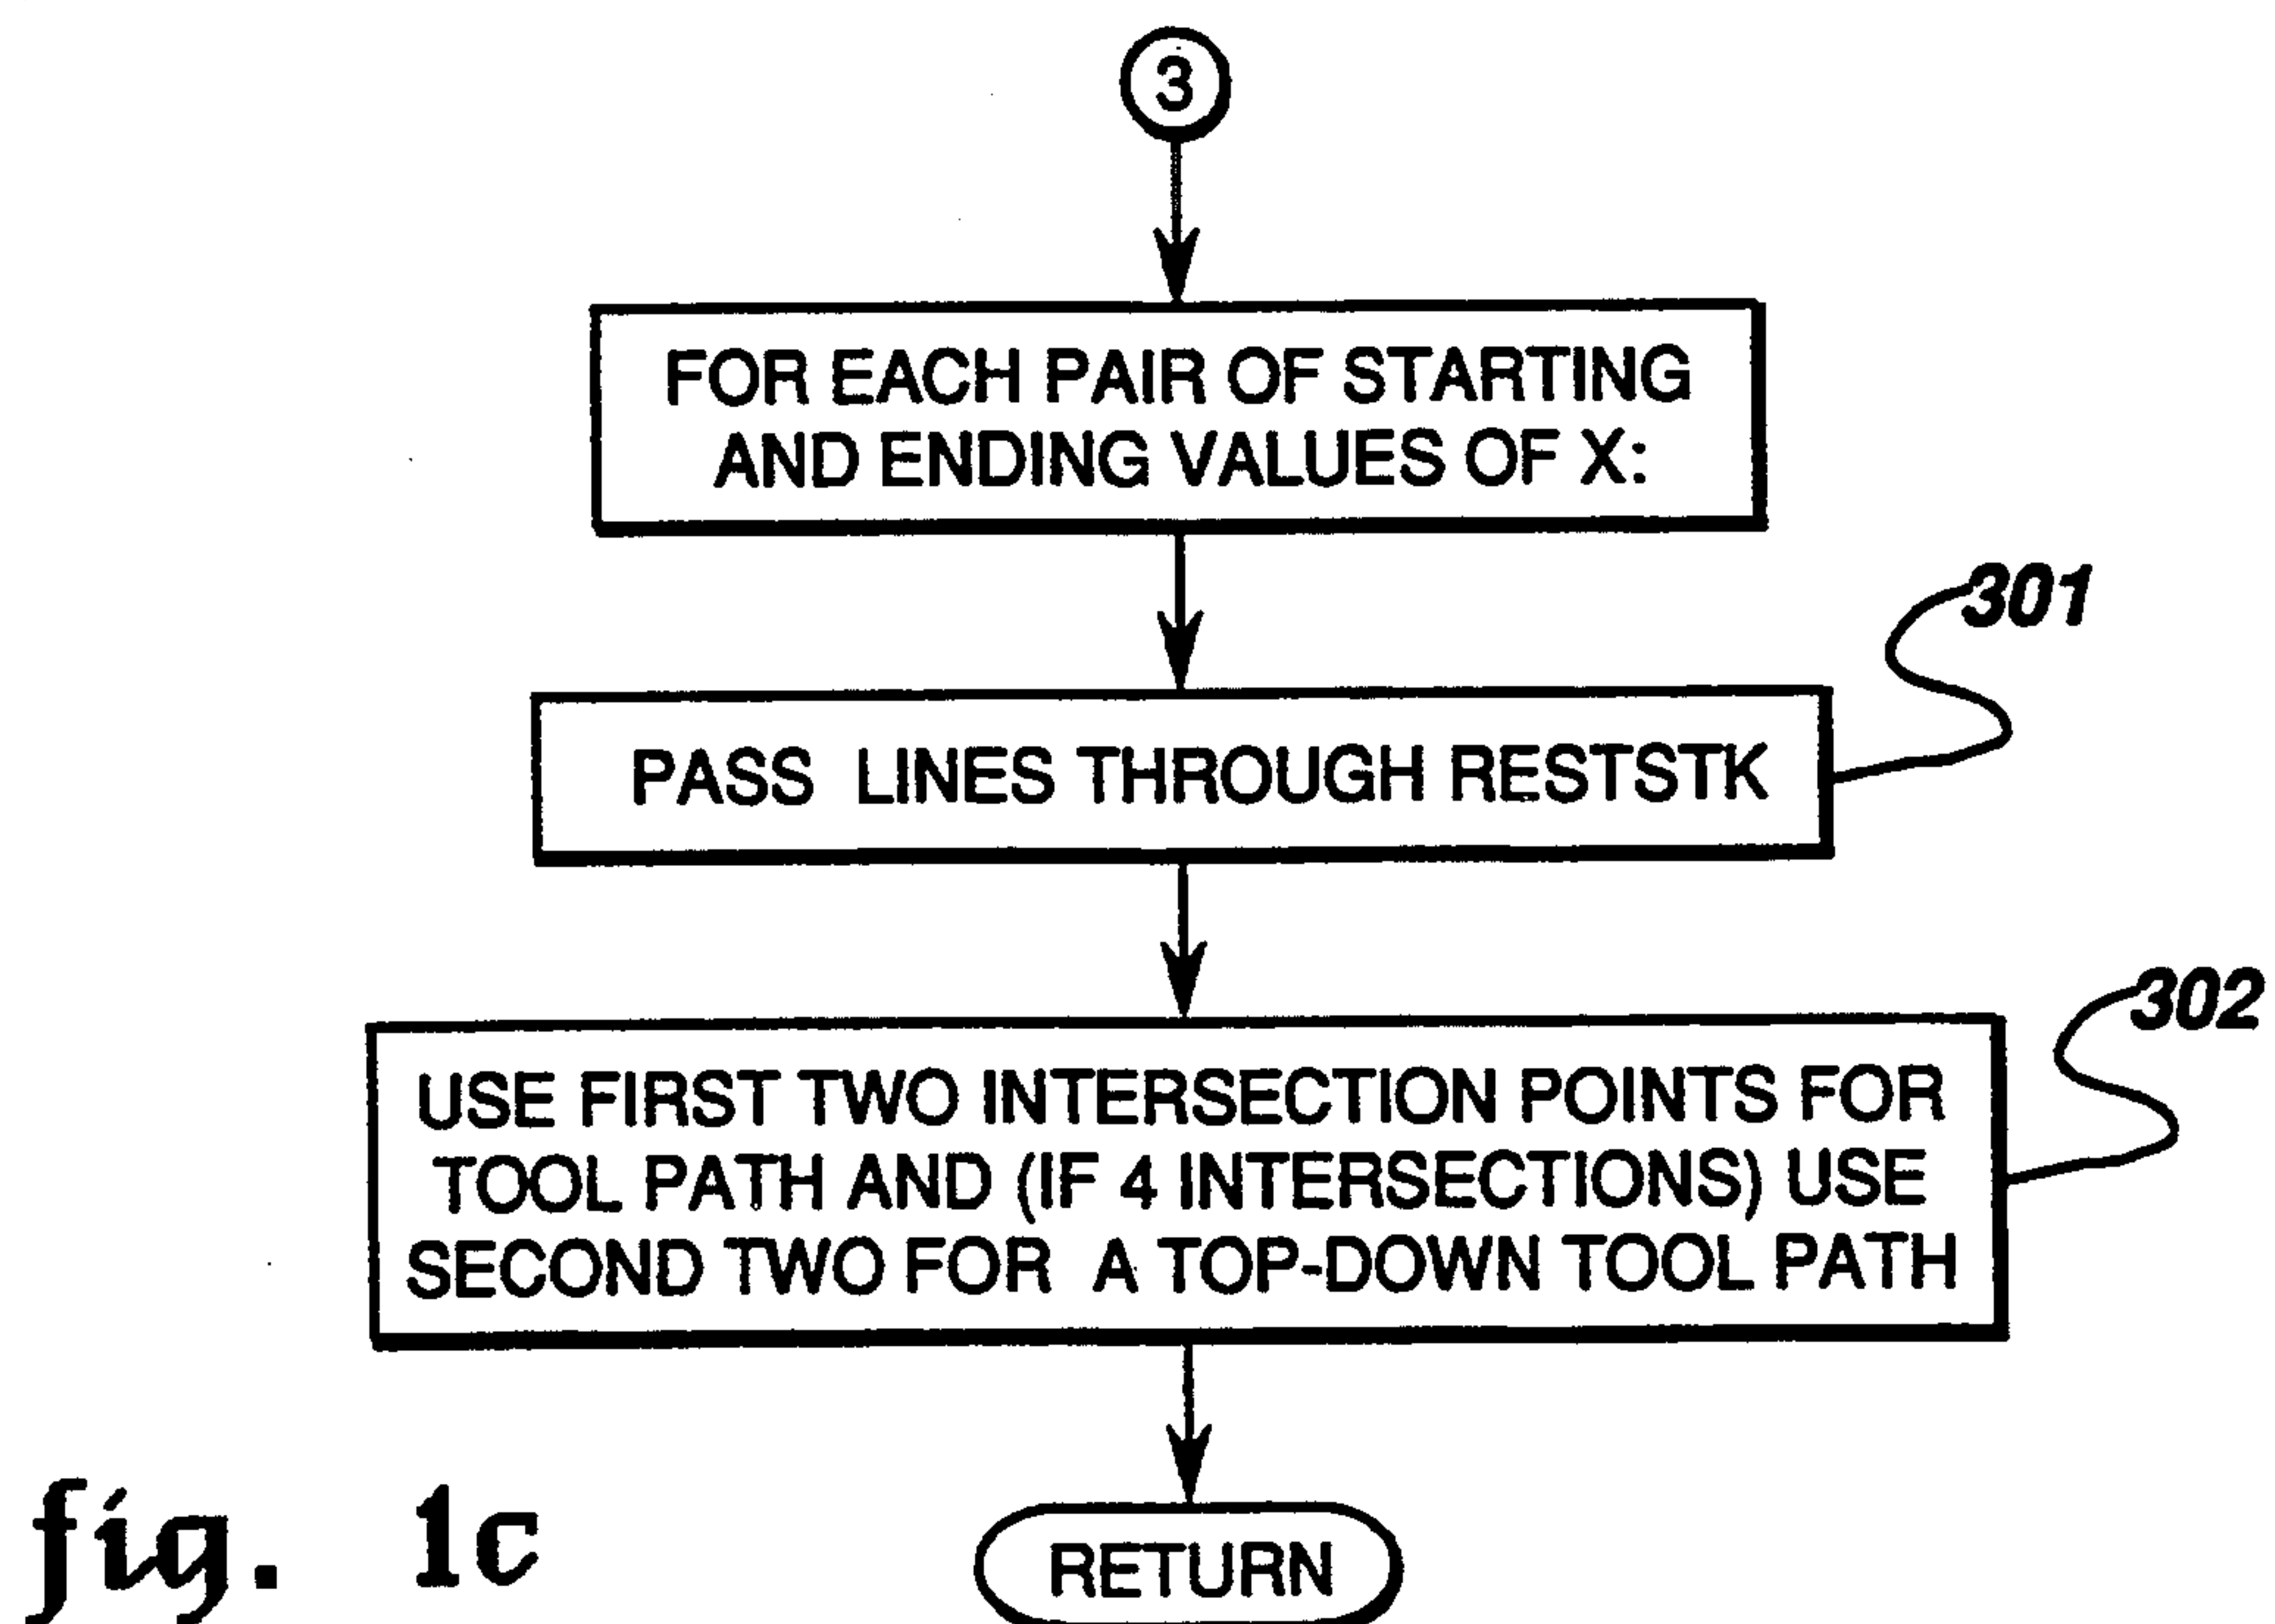 3
FOR EACH PAIR OF STARTING
AND ENDING VALUES OF X:
301
PASS LINES THROUGH RESTSTK
302
USE FIRST TWO INTERSECTION POINTS FOR
TOOL PATH AND (IF 4 INTERSECTIONS) USE
SECOND TWO FOR A TOP-DOWN TOOL PATH
RETURN
fig. 1c